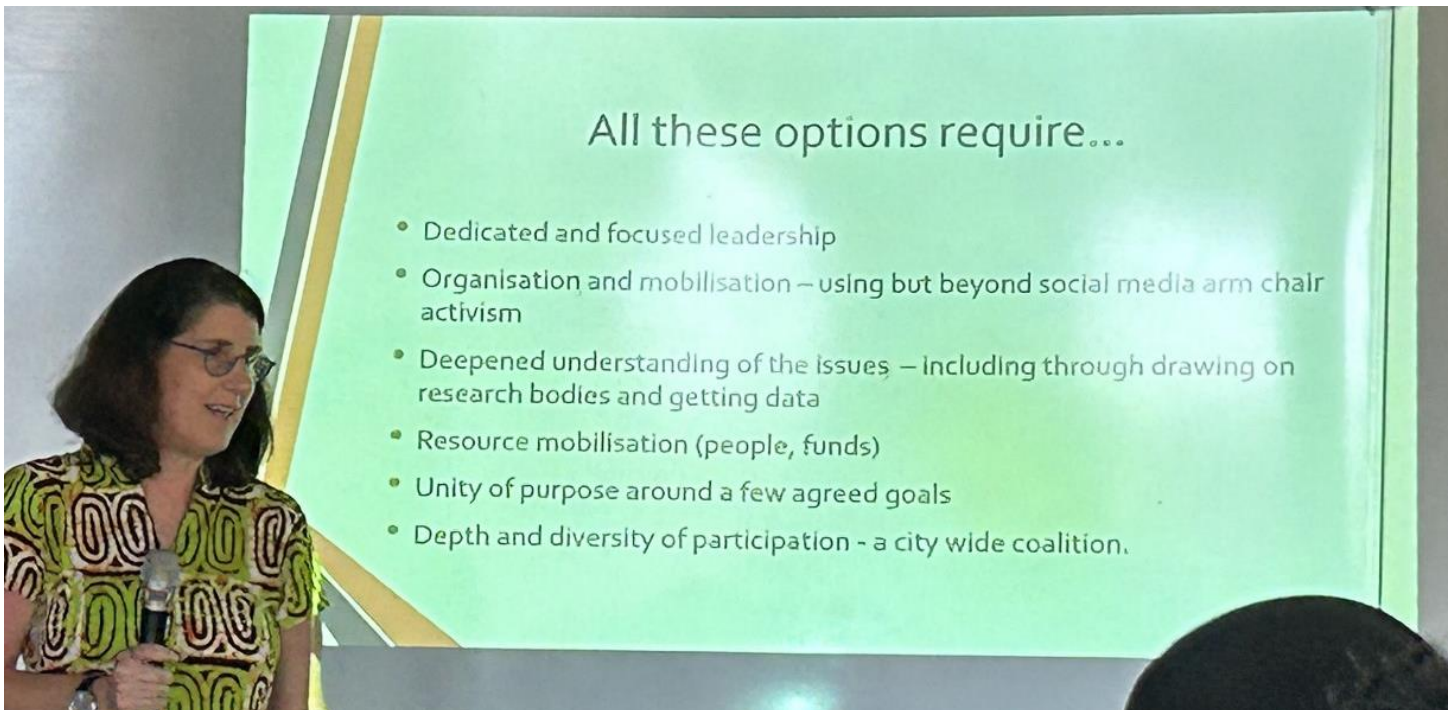 All these options require...
• Dedicated and focused leadership
• Organisation and mobilisation – using but beyond social media arm chair
activism
• Deepened understanding of the issues – including through drawing on
research bodies and getting data
• Resource mobilisation (people, funds)
• Unity of purpose around a few agreed goals
• Depth and diversity of participation - a city wide coalition.